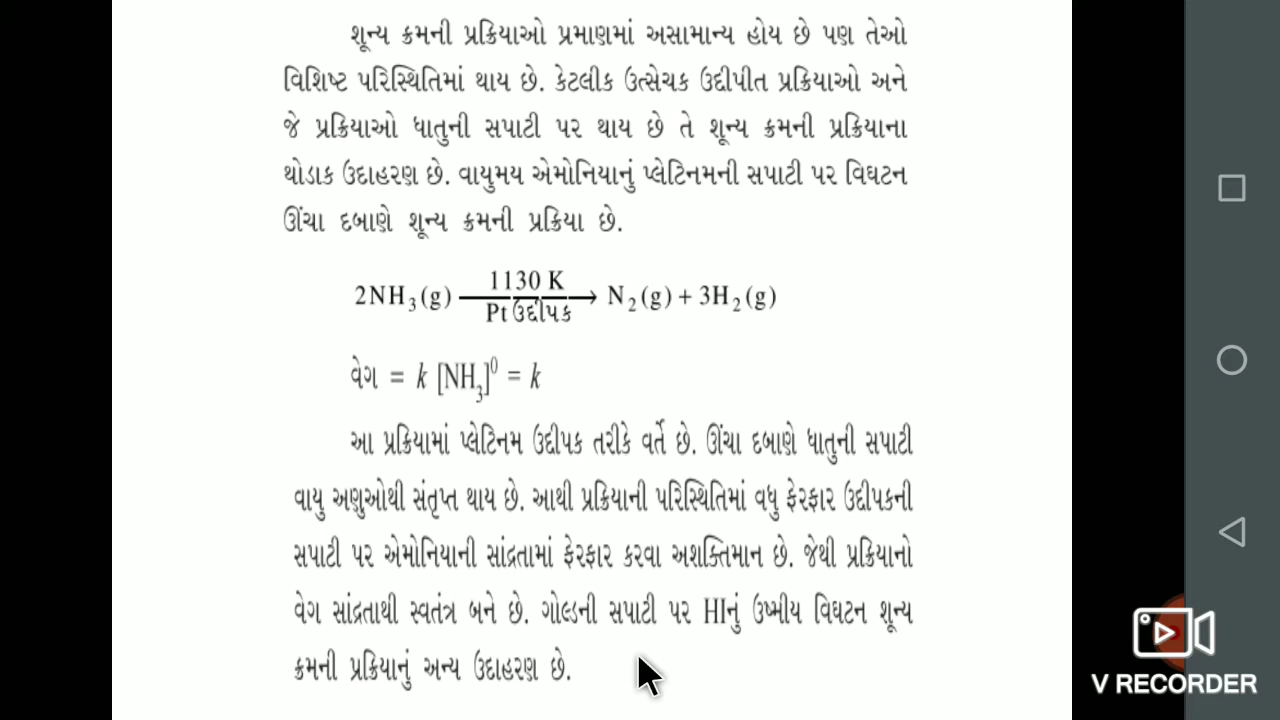 શૂન્ય ક્રમની પ્રક્રિયાઓ પ્રમાણમાં અસામાન્ય હોય છે પણ તેઓ
વિશિષ્ટ પરિસ્થિતિમાં થાય છે. કેટલીક ઉત્સેચક ઉદ્દીપીત પ્રક્રિયાઓ અને
જે પ્રક્રિયાઓ ધાતુની સપાટી પર થાય છે તે શૂન્ય ક્રમની પ્રક્રિયાના
થોડાક ઉદાહરણ છે. વાયુમય એમોનિયાનું પ્લેટિનમની સપાટી પર વિઘટન
ઊંચા દબાણે શૂન્ય ક્રમની પ્રક્રિયા છે.
1130 K
2NH₃(g) ⟶ N₂(g) + 3H₂(g)
Pt ઉદ્દીપક
વેગ = k [NH₃]⁰ = k
આ પ્રક્રિયામાં પ્લેટિનમ ઉદ્દીપક તરીકે વર્તે છે. ઊંચા દબાણે ધાતુની સપાટી
વાયુ અણુઓથી સંતૃપ્ત થાય છે. આથી પ્રક્રિયાની પરિસ્થિતિમાં વધુ ફેરફાર ઉદ્દીપકની
સપાટી પર એમોનિયાની સાંદ્રતામાં ફેરફાર કરવા અશક્તિમાન છે. જેથી પ્રક્રિયાનો
વેગ સાંદ્રતાથી સ્વતંત્ર બને છે. ગોલ્ડની સપાટી પર HIનું ઉષ્મીય વિઘટન શૂન્ય
ક્રમની પ્રક્રિયાનું અન્ય ઉદાહરણ છે.
V RECORDER